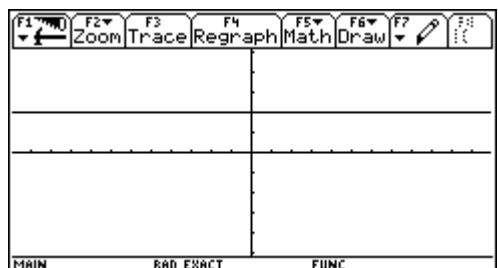 F1 F2 F3 F4 F5 F6 F7
Zoom Trace Regraph Math Draw
MAIN RAD EXACT FUNC